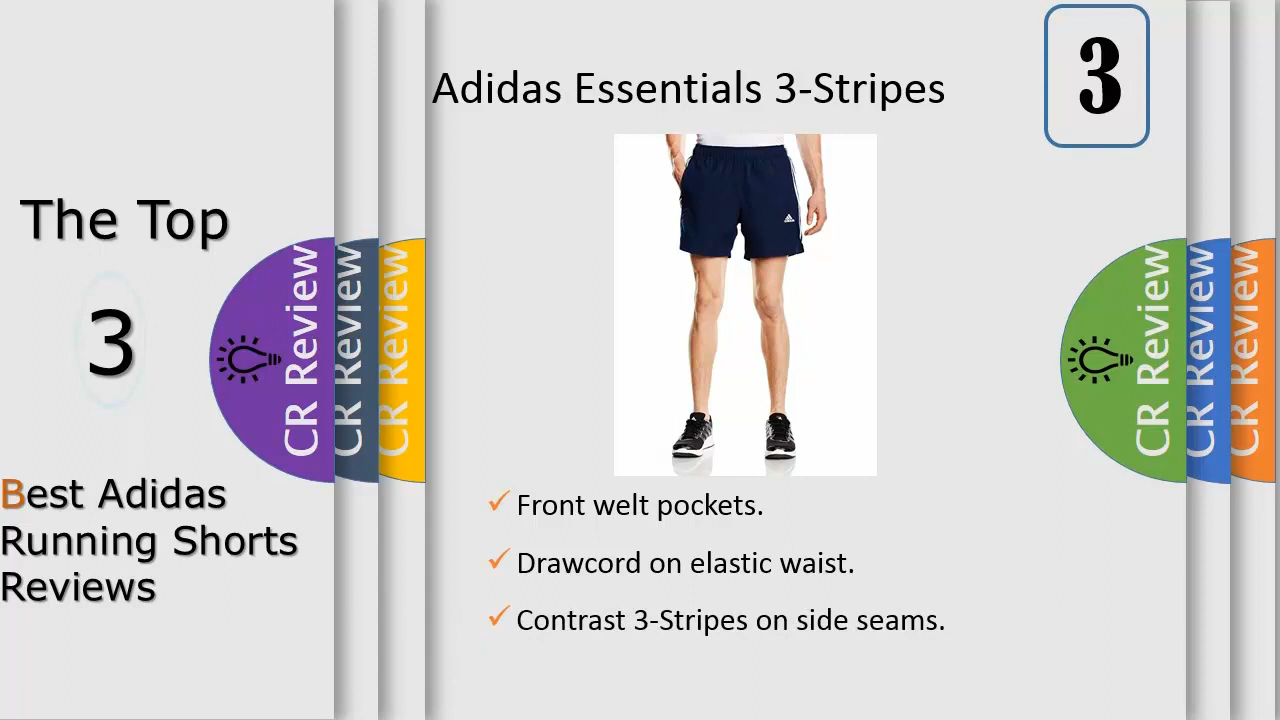 The Top
3
Best Adidas
Running Shorts
Reviews
CR Review
CR Review
CR Review
Adidas Essentials 3-Stripes
3
Front welt pockets.
Drawcord on elastic waist.
Contrast 3-Stripes on side seams.
CR Review
CR Review
CR Review